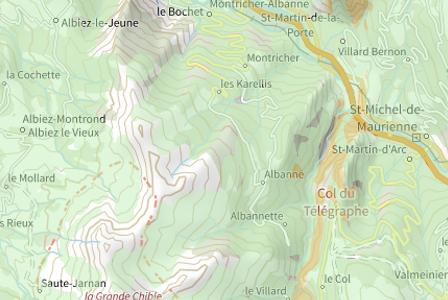 Montricher-Albanne
le Bochet
St-Martin-de-la-
Porte
Albiez-le-Jeune
Villard Bernon
Montricher
la Cochette
les Karellis
St-Michel-de-
Maurienne
Albiez-Montrond
Albiez le Vieux
St-Martin-d'Arc
le Mollard
Albanne
Col du
Télégraphe
Albannette
s Rieux
Saute-Jarnan
le Col
Valmeinier
le Villard
la Grande Chible